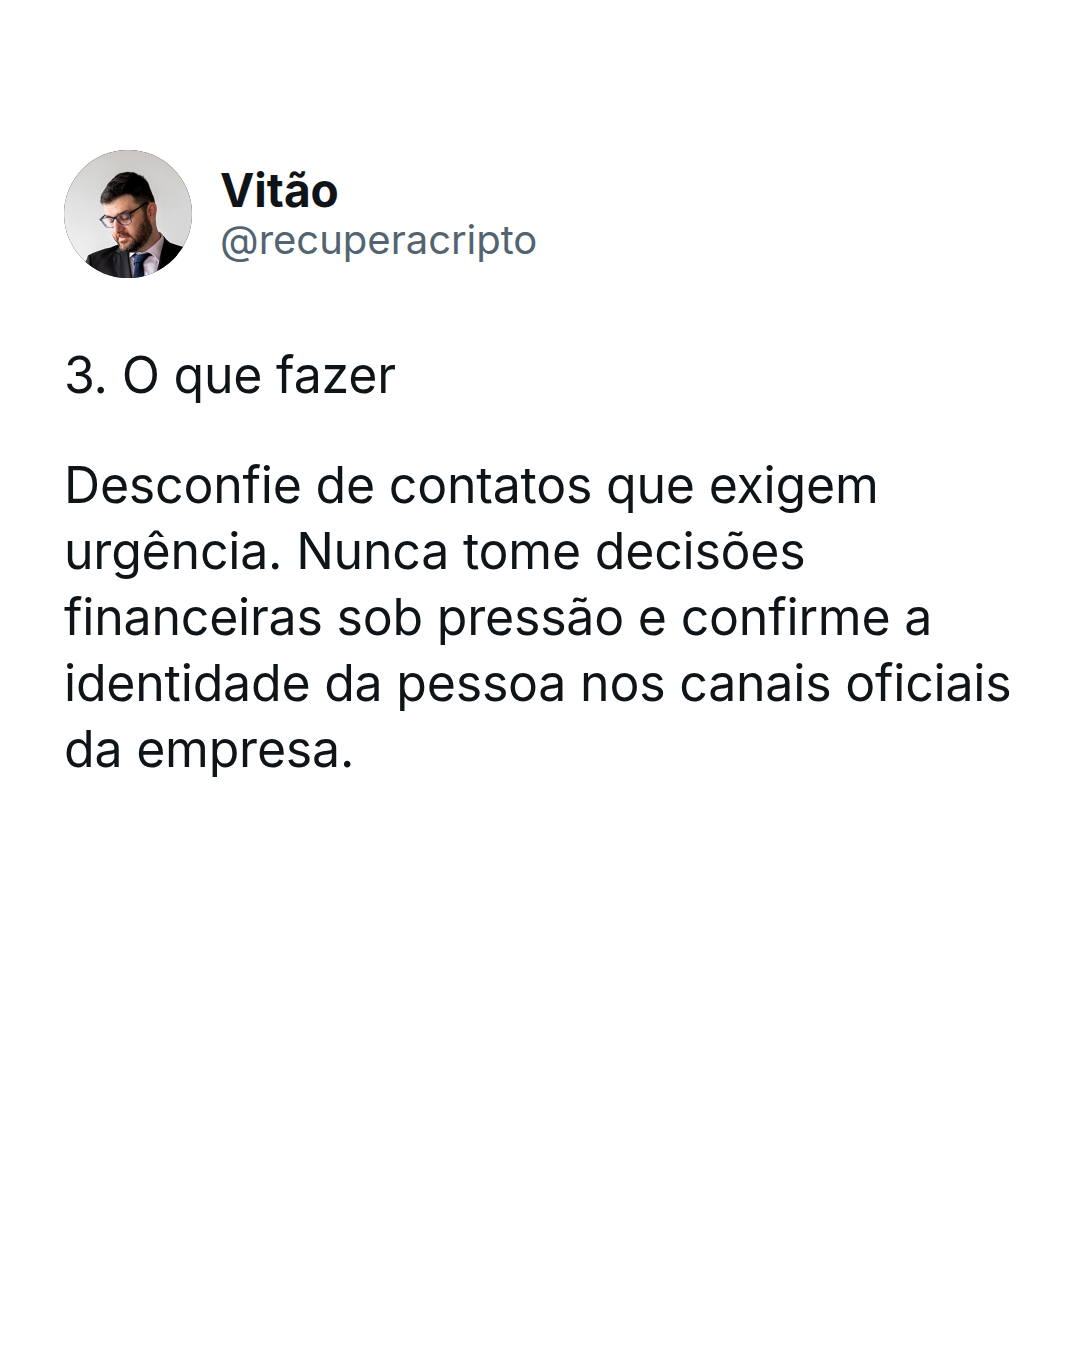 Vitão
@recuperacripto
3. O que fazer
Desconfie de contatos que exigem
urgência. Nunca tome decisões
financeiras sob pressão e confirme a
identidade da pessoa nos canais oficiais
da empresa.